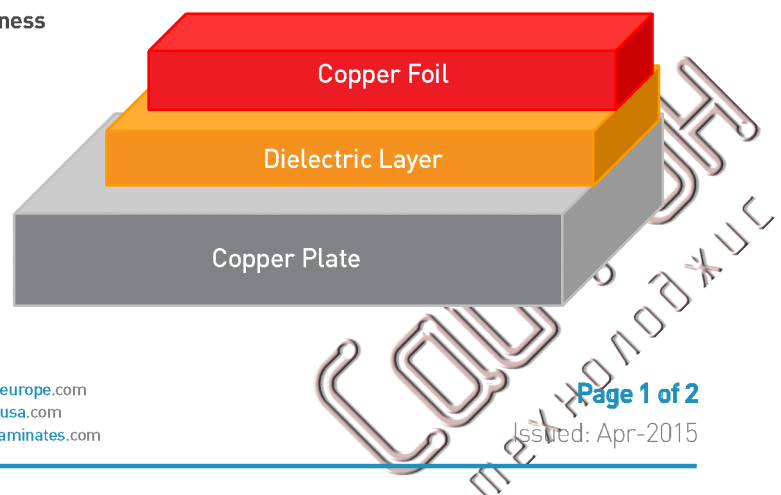 ness
Copper Foil
Dielectric Layer
Copper Plate
europe.com
usa.com
aminates.com
Page 1 of 2
Issued: Apr-2015
технолоджис